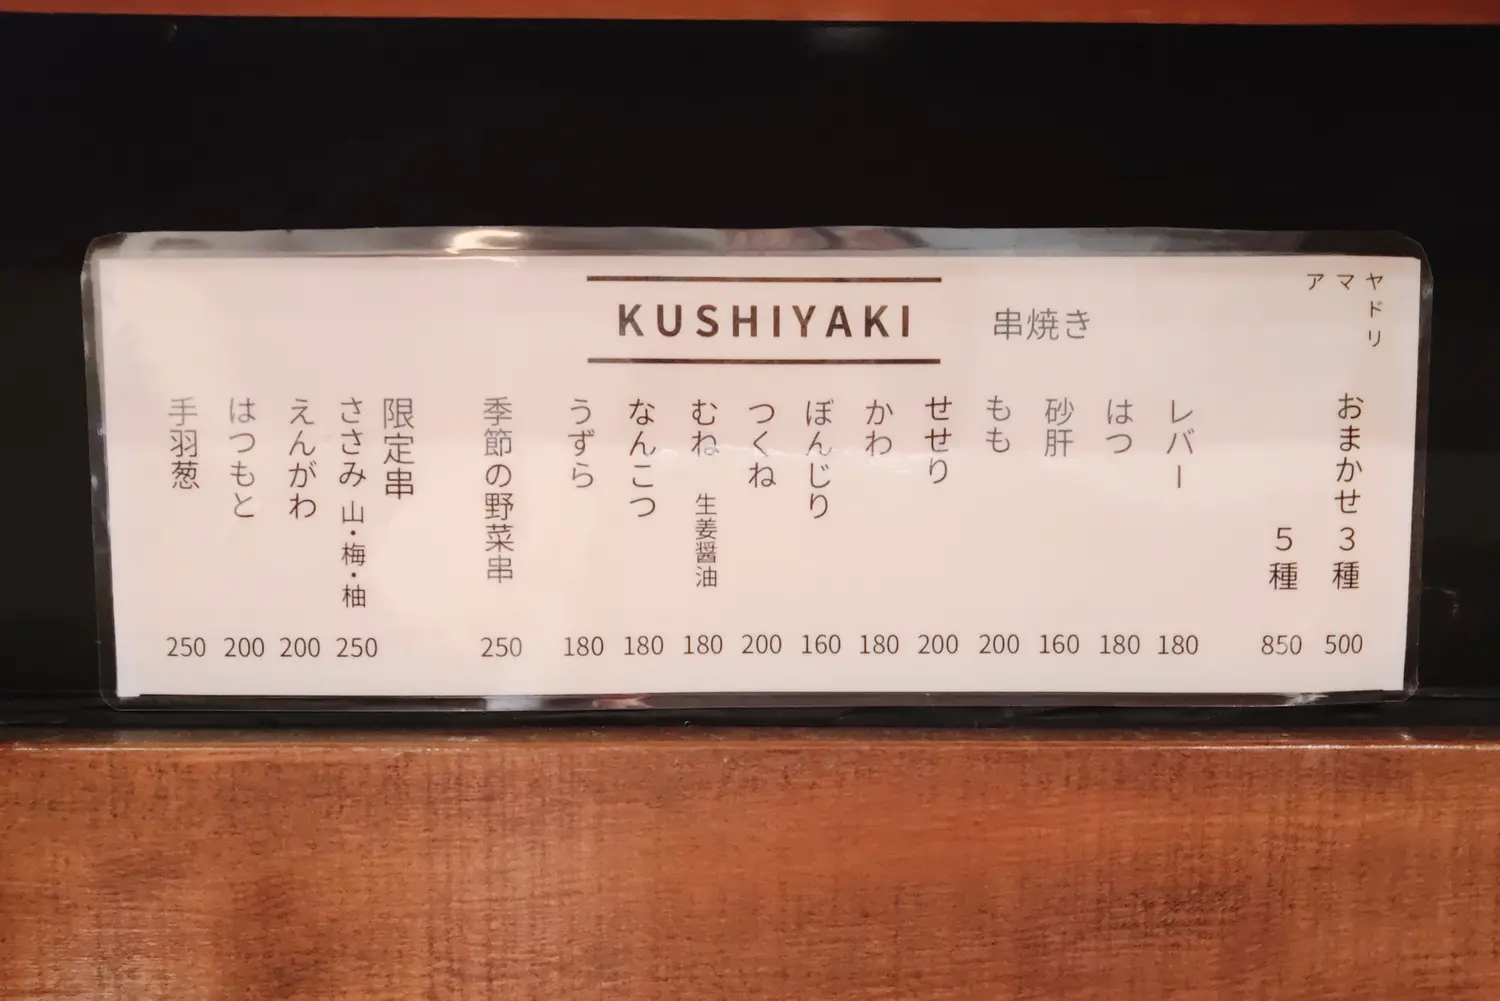 KUSHIYAKI
串焼き
アマヤドリ
おまかせ 3種 500
5種 850
レバー 180
はつ 180
砂肝 160
もも 200
せせり 200
かわ 180
ぼんじり 160
つくね 200
むね 生姜醤油 180
なんこつ 180
うずら 180
季節の野菜串 250
限定串
ささみ 山・梅・柚 250
えんがわ 200
はつもと 200
手羽葱 250